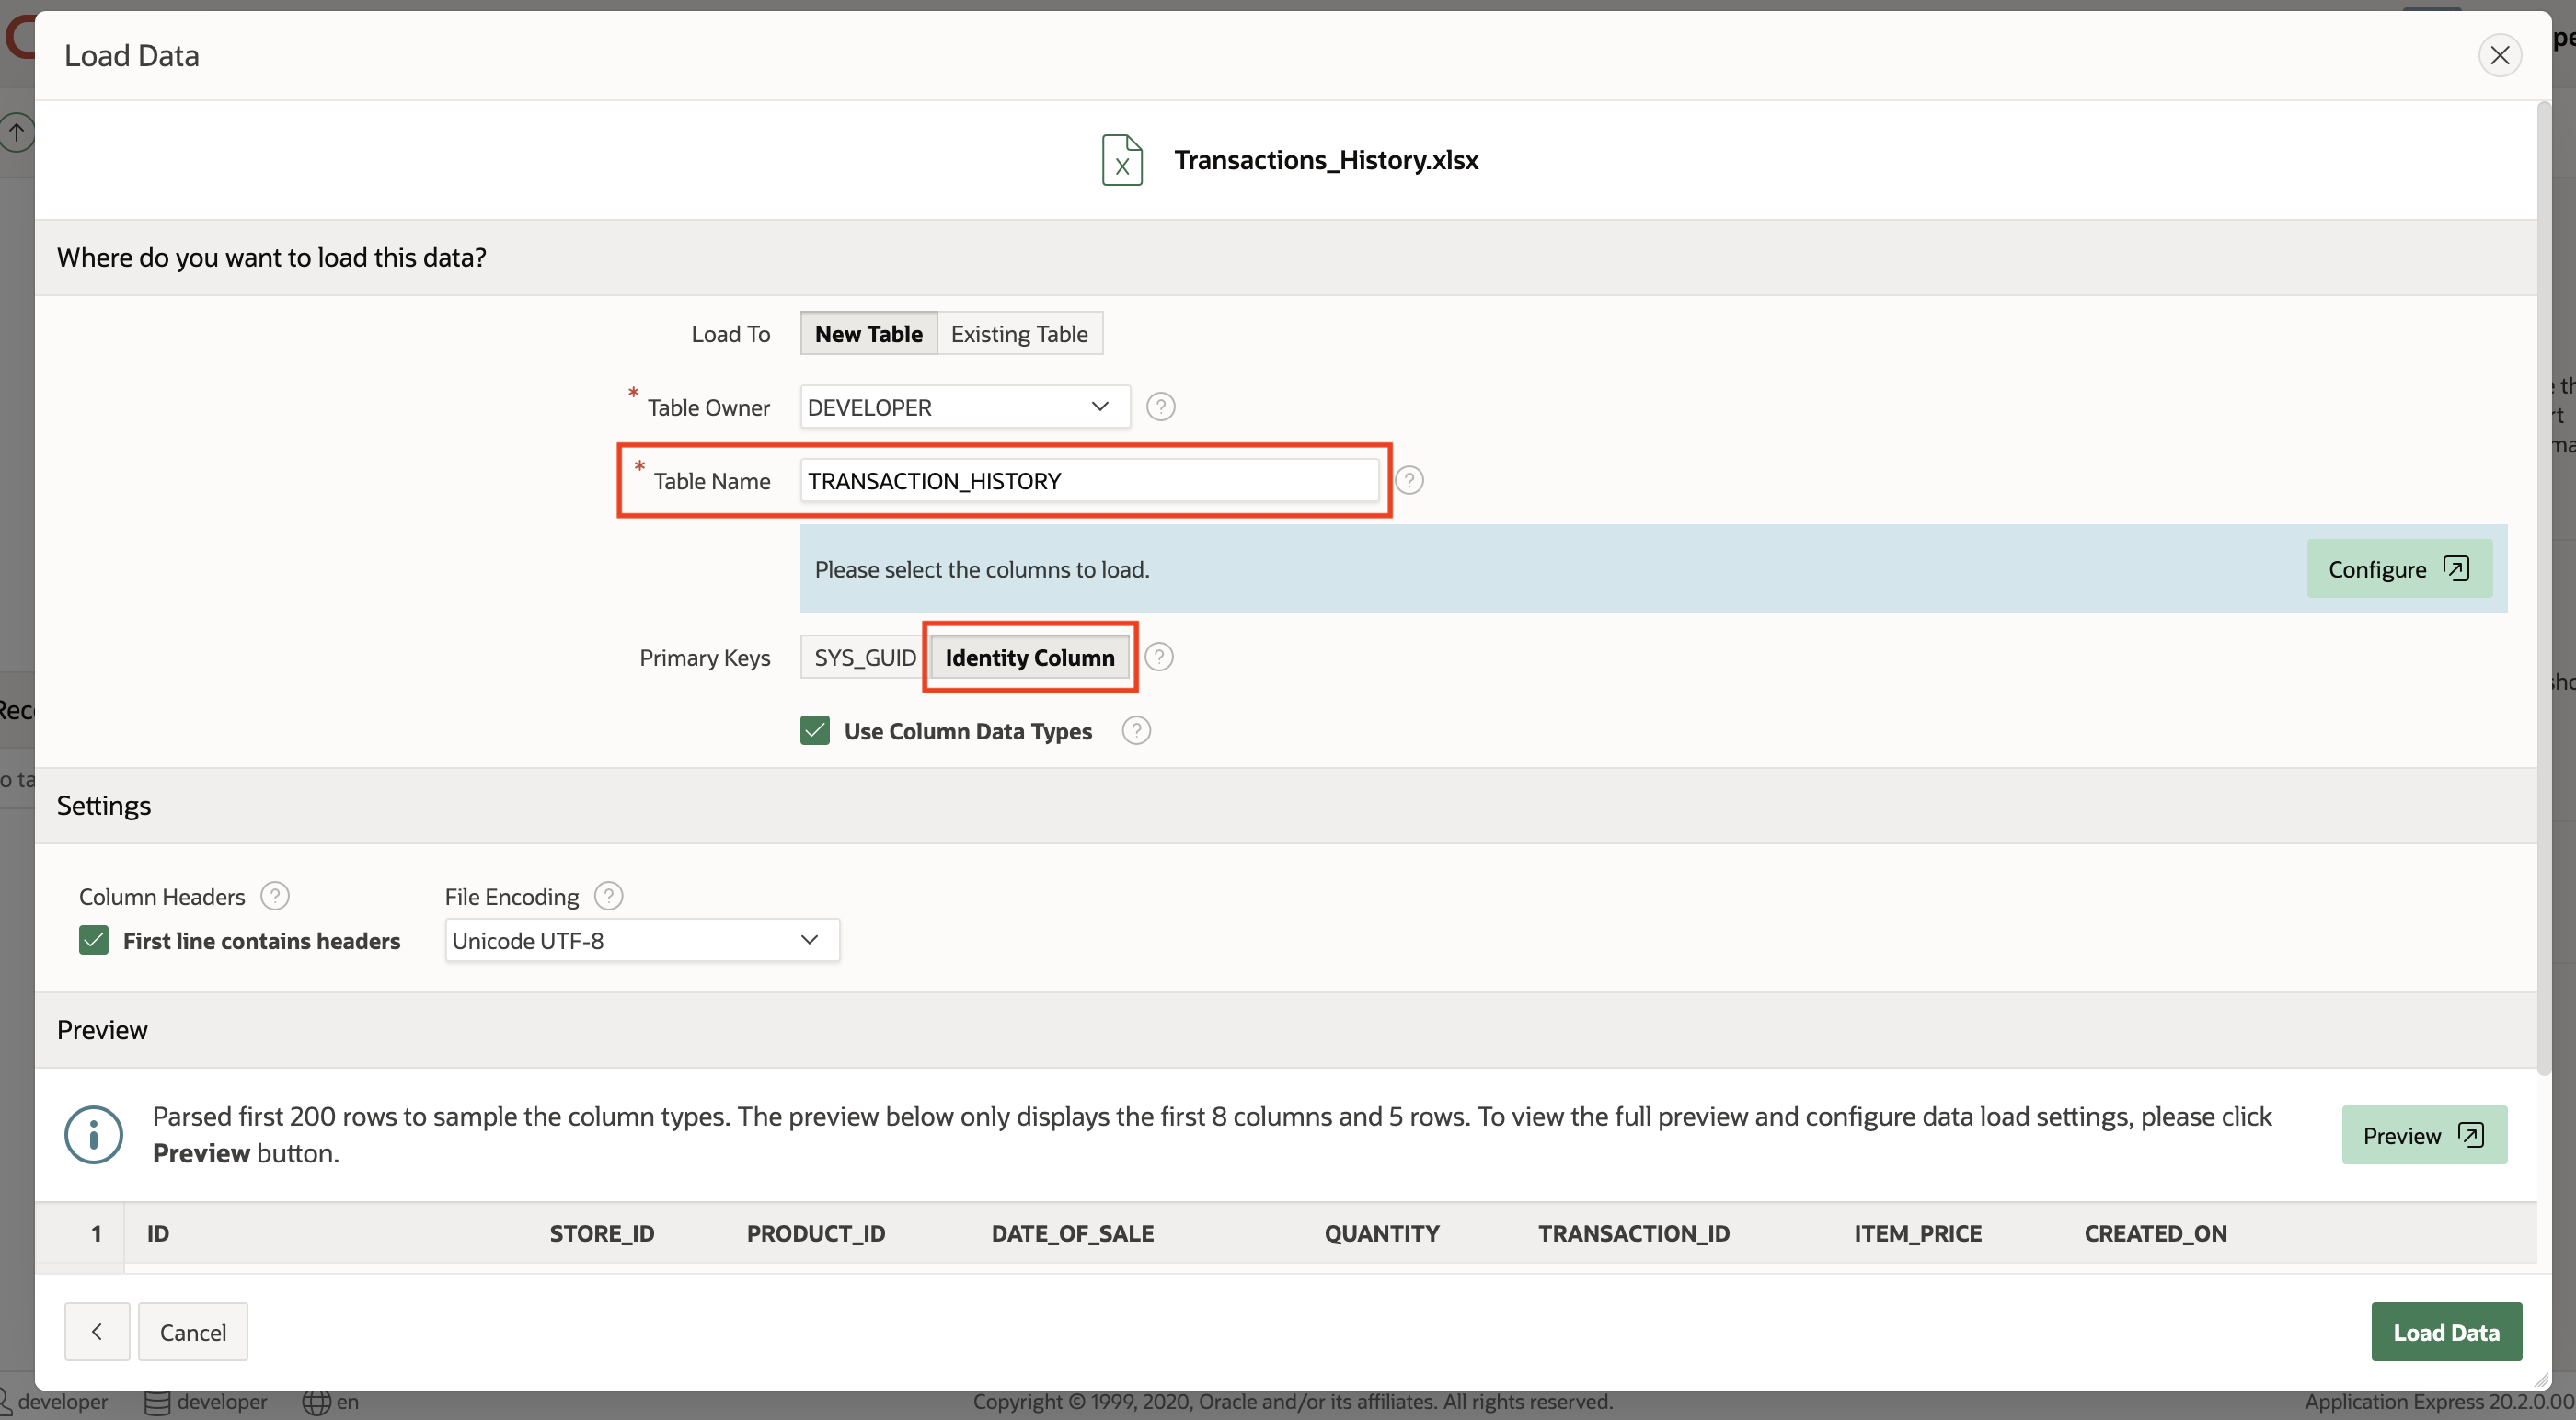 Load Data
Transactions_History.xlsx
Where do you want to load this data?
Load To New Table Existing Table
* Table Owner DEVELOPER ?
* Table Name TRANSACTION_HISTORY ?
Please select the columns to load. Configure
Primary Keys SYS_GUID Identity Column ?
Use Column Data Types ?
Settings
Column Headers ? File Encoding ?
First line contains headers Unicode UTF-8
Preview
Parsed first 200 rows to sample the column types. The preview below only displays the first 8 columns and 5 rows. To view the full preview and configure data load settings, please click
Preview button.
Preview
1 ID STORE_ID PRODUCT_ID DATE_OF_SALE QUANTITY TRANSACTION_ID ITEM_PRICE CREATED_ON
Cancel Load Data
developer developer en Copyright © 1999, 2020, Oracle and/or its affiliates. All rights reserved. Application Express 20.2.0.00